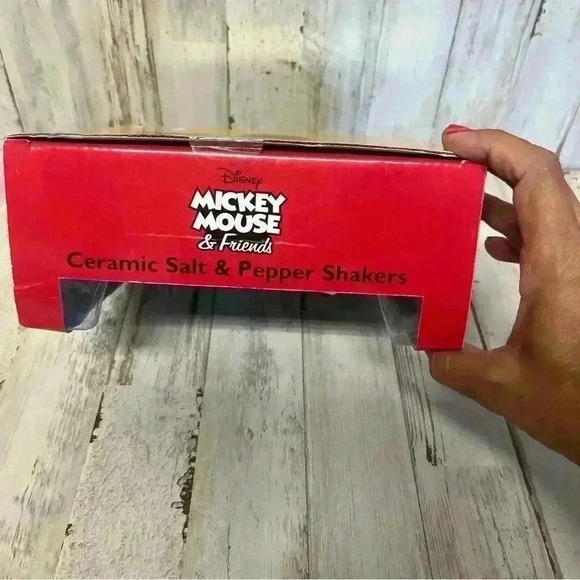 Disney
MICKEY
MOUSE
& Friends
Ceramic Salt & Pepper Shakers